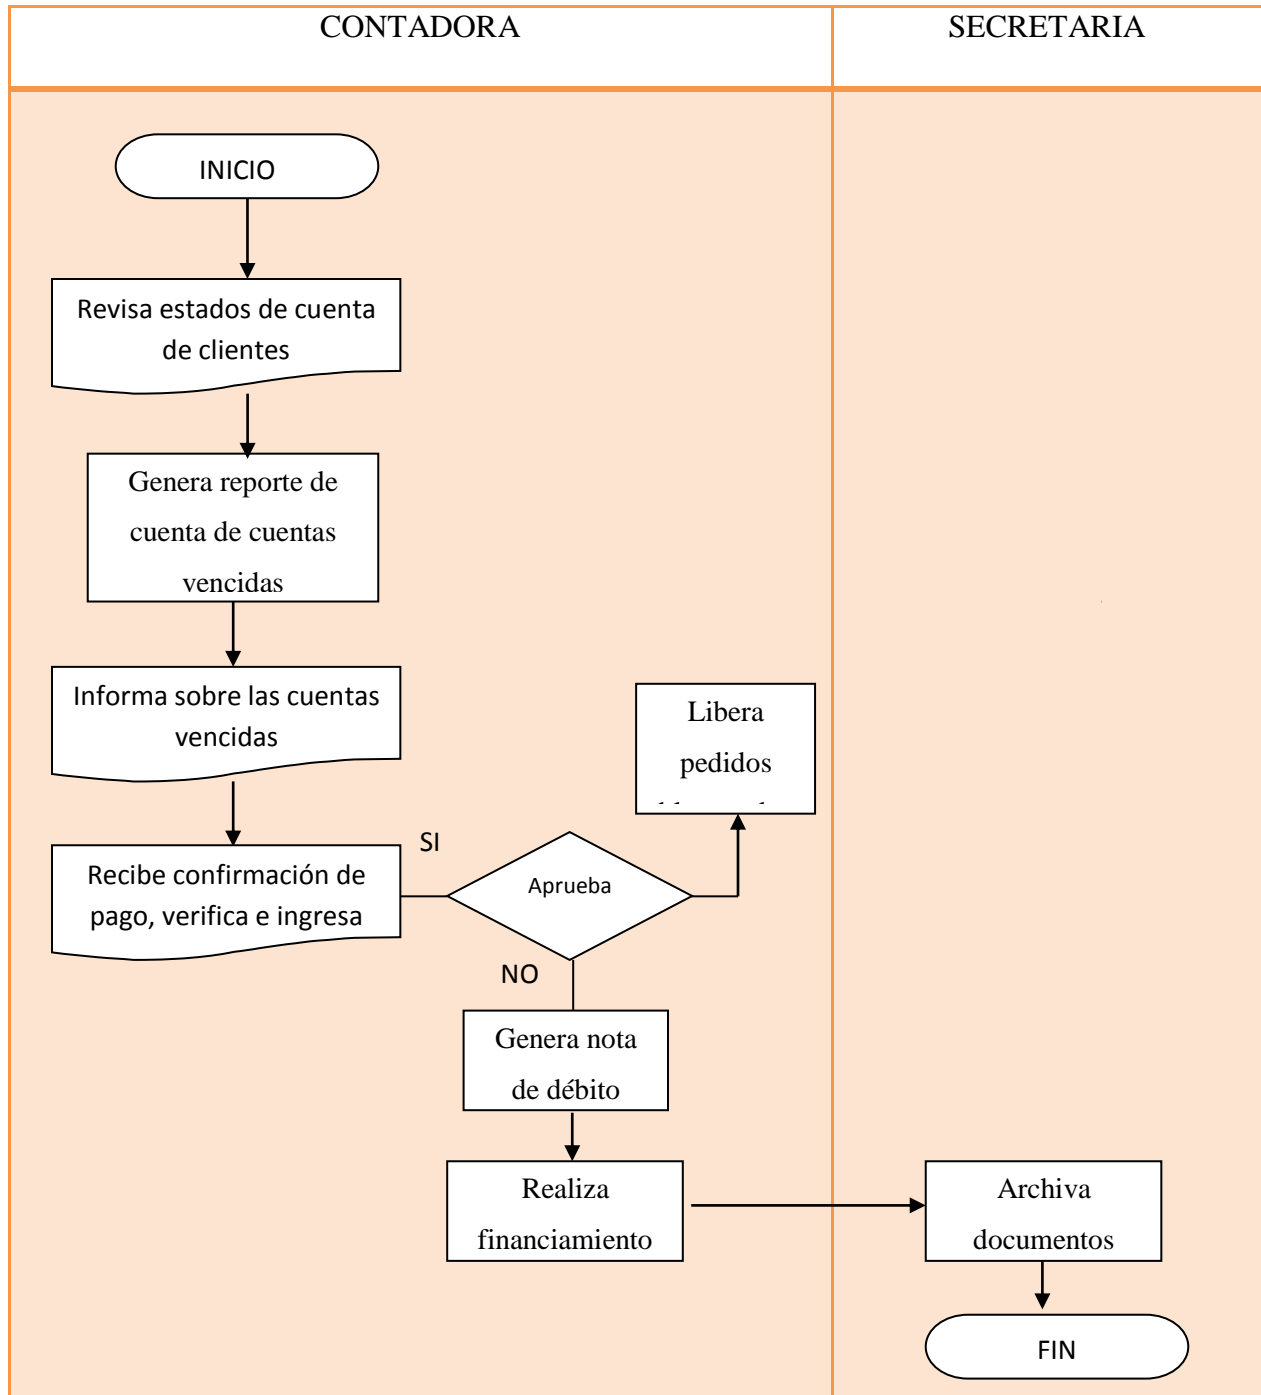 CONTADORA
SECRETARIA
INICIO
Revisa estados de cuenta
de clientes
Genera reporte de
cuenta de cuentas
vencidas
Informa sobre las cuentas
vencidas
Libera
pedidos
SI
Aprueba
Recibe confirmación de
pago, verifica e ingresa
NO
Genera nota
de débito
Realiza
financiamiento
Archiva
documentos
FIN